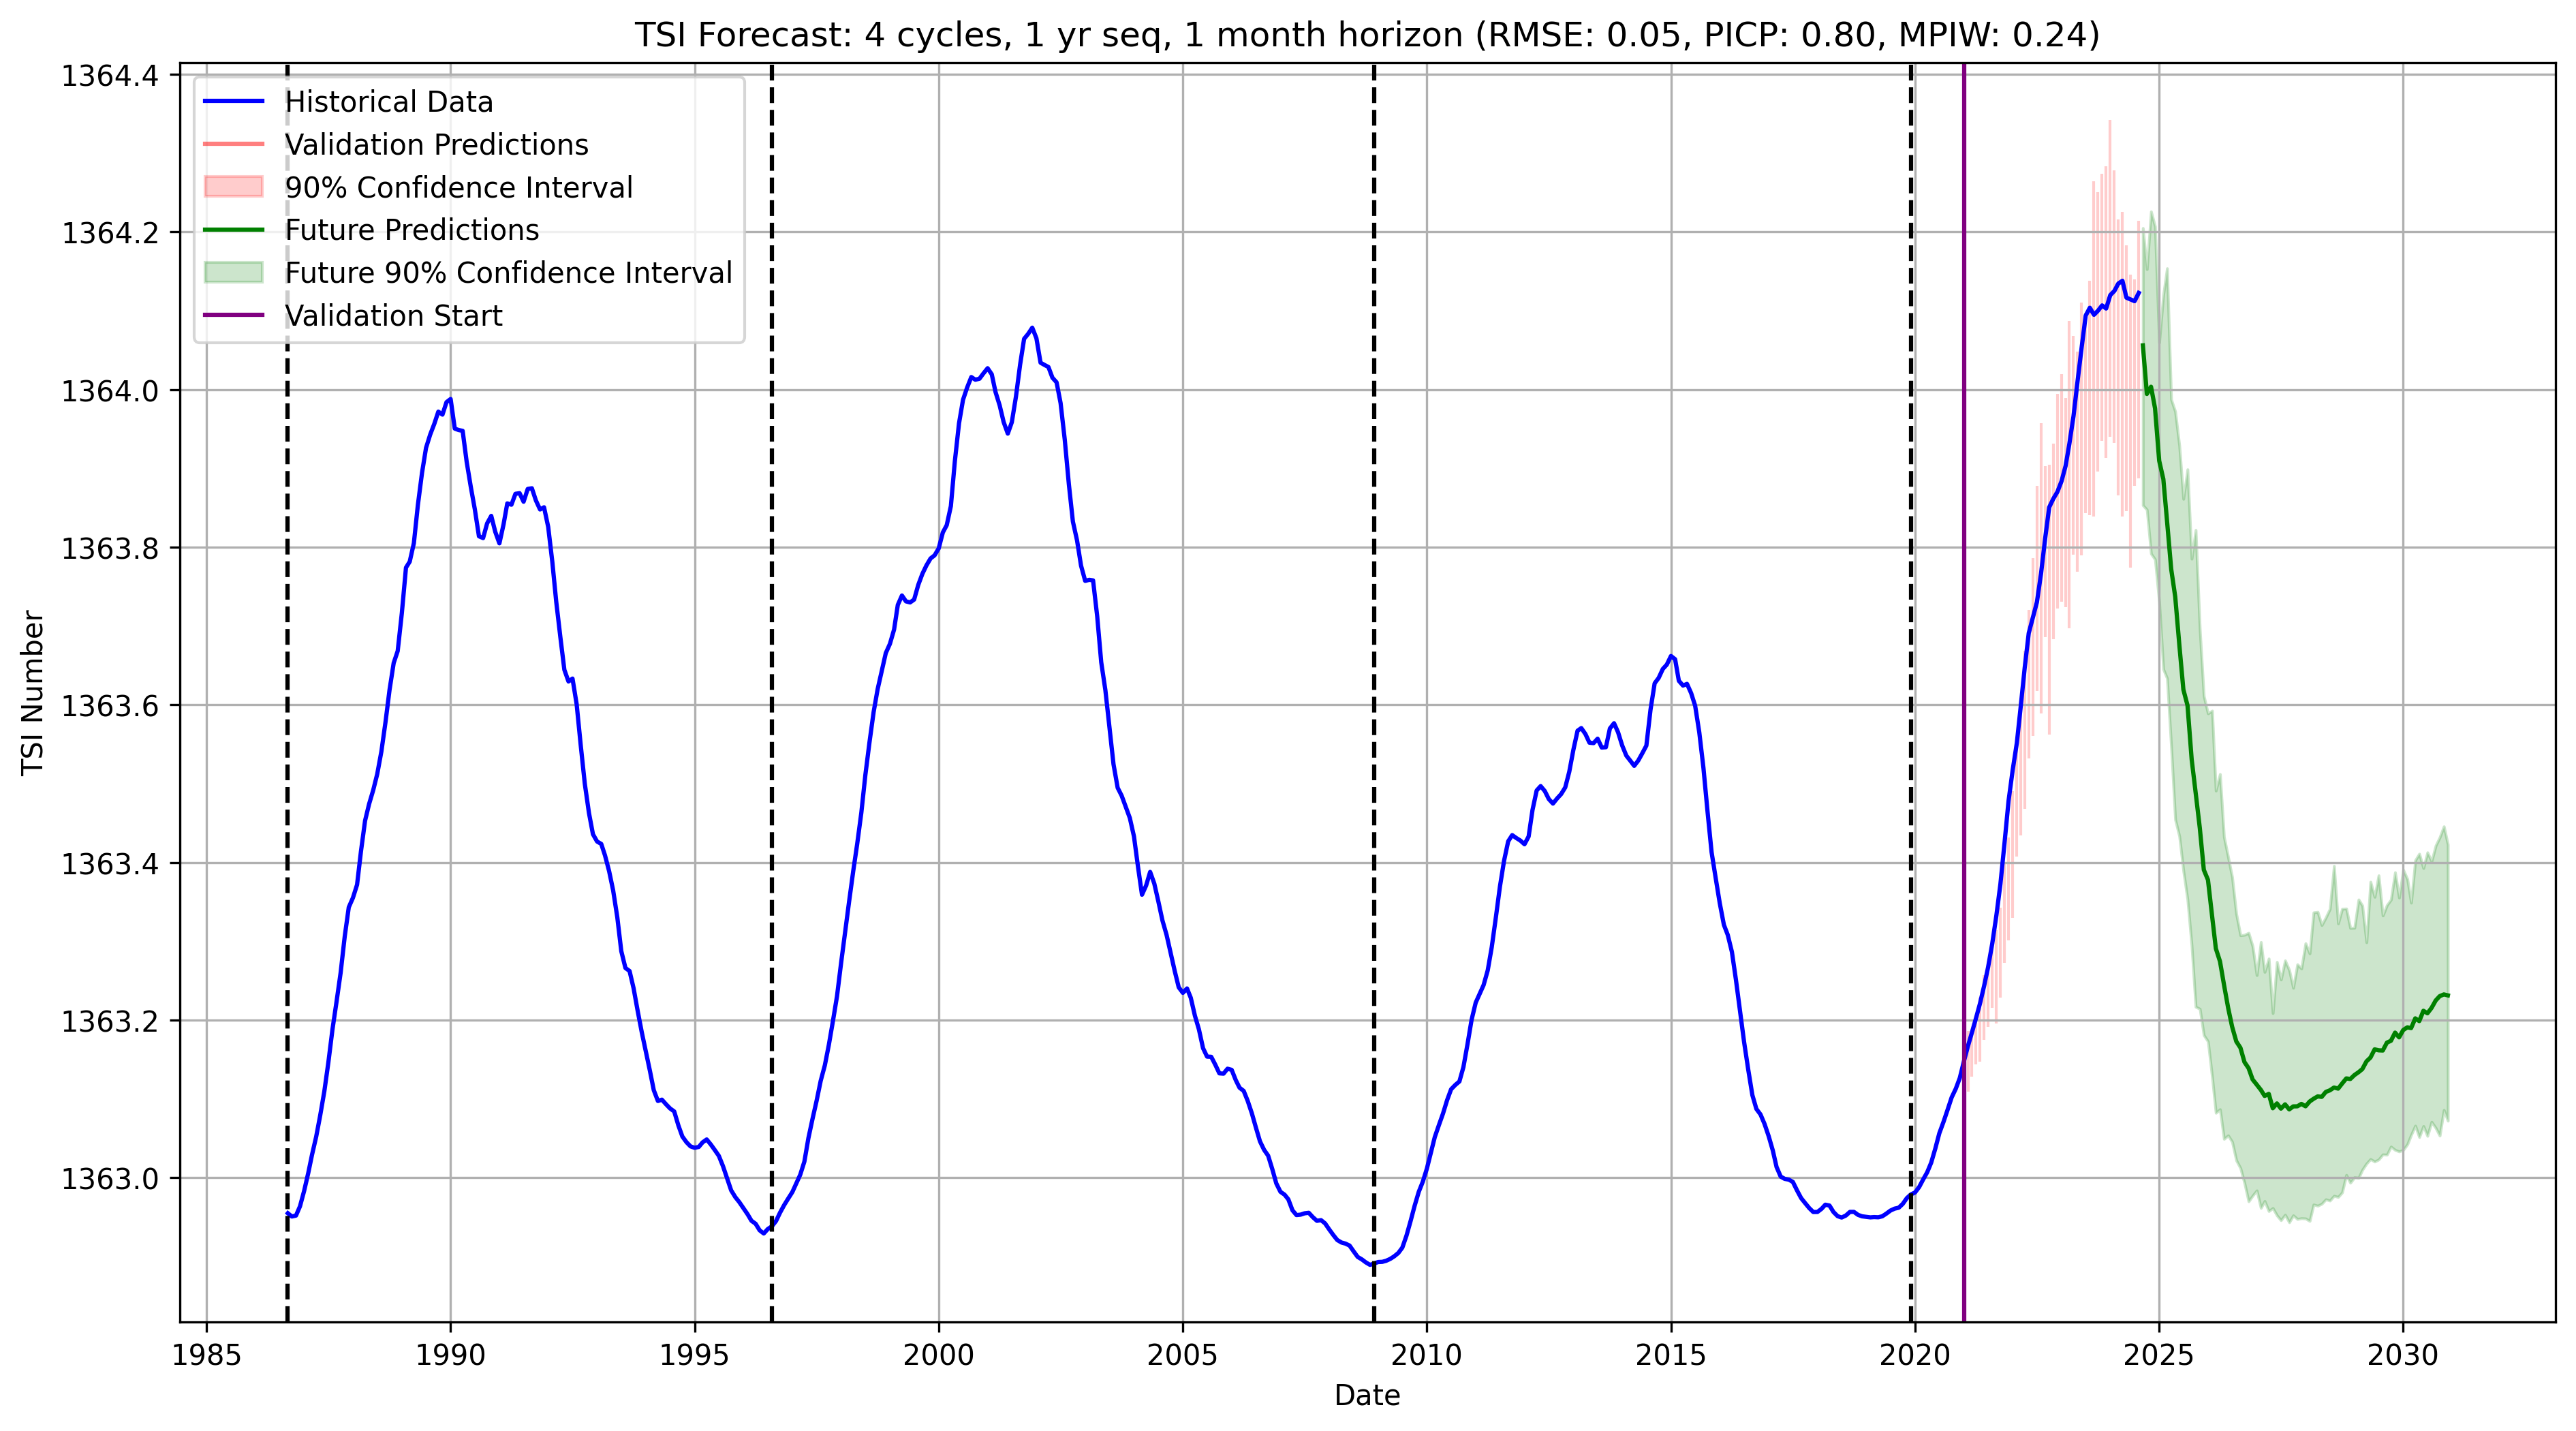 TSI Forecast: 4 cycles, 1 yr seq, 1 month horizon (RMSE: 0.05, PICP: 0.80, MPIW: 0.24)
1364.4
1364.2
1364.0
1363.8
1363.6
1363.4
1363.2
1363.0
TSI Number
Historical Data
Validation Predictions
90% Confidence Interval
Future Predictions
Future 90% Confidence Interval
Validation Start
1985 1990 1995 2000 2005 2010 2015 2020 2025 2030
Date